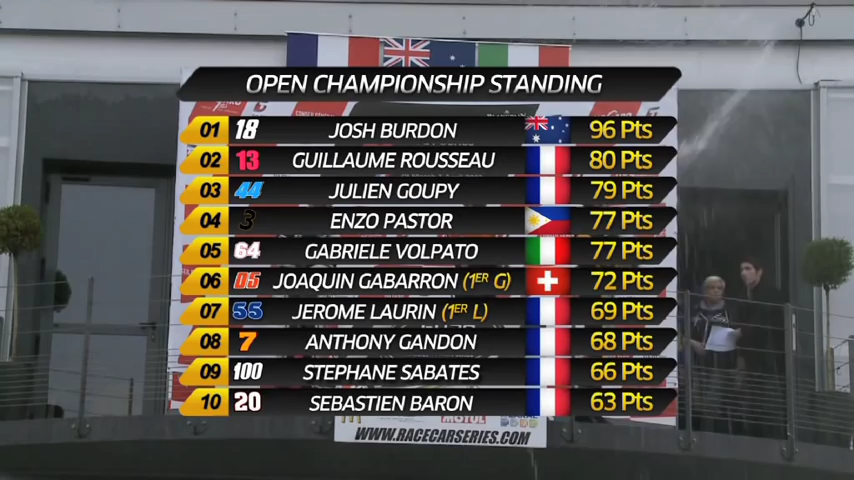 OPEN CHAMPIONSHIP STANDING
01 18 JOSH BURDON 96 Pts
02 13 GUILLAUME ROUSSEAU 80 Pts
03 44 JULIEN GOUPY 79 Pts
04 3 ENZO PASTOR 77 Pts
05 64 GABRIELE VOLPATO 77 Pts
06 05 JOAQUIN GABARRON (1ER G) 72 Pts
07 55 JEROME LAURIN (1ER L) 69 Pts
08 7 ANTHONY GANDON 68 Pts
09 100 STEPHANE SABATES 66 Pts
10 20 SEBASTIEN BARON 63 Pts
MOTUL
WWW.RACECARSERIES.COM